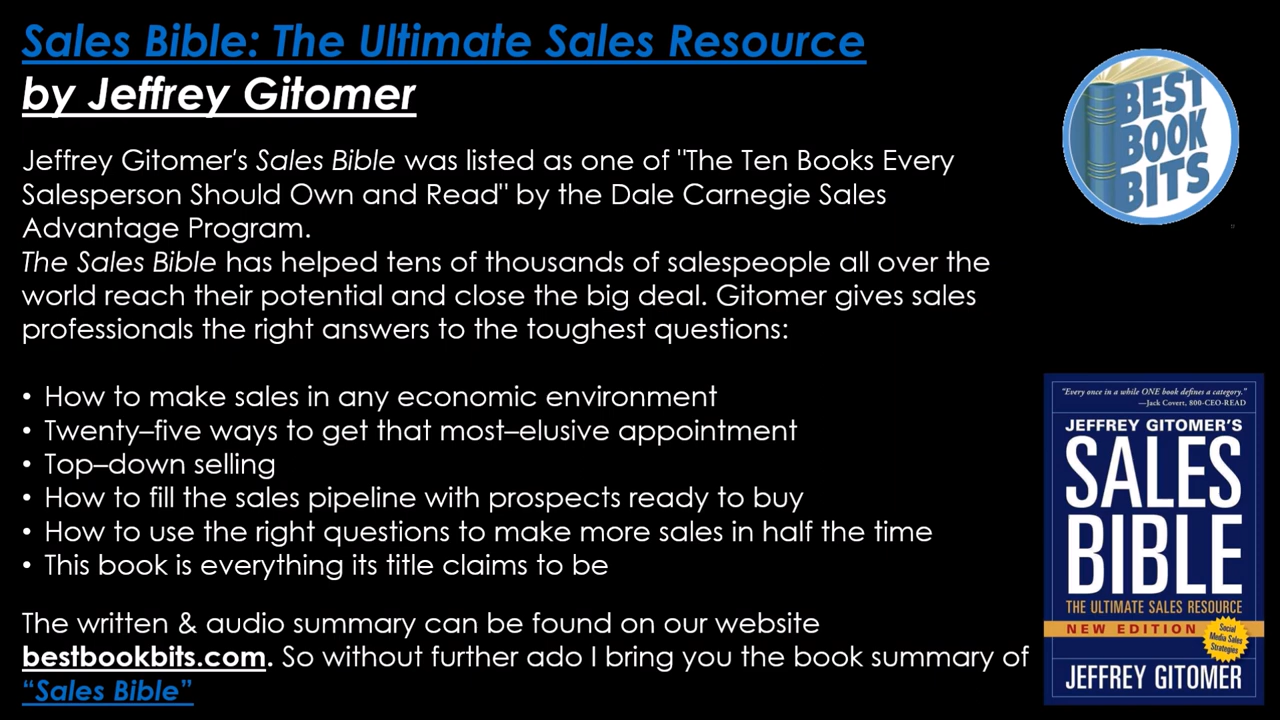 Sales Bible: The Ultimate Sales Resource
by Jeffrey Gitomer
BEST
BOOK
BITS
Jeffrey Gitomer's Sales Bible was listed as one of "The Ten Books Every
Salesperson Should Own and Read" by the Dale Carnegie Sales
Advantage Program.
The Sales Bible has helped tens of thousands of salespeople all over the
world reach their potential and close the big deal. Gitomer gives sales
professionals the right answers to the toughest questions:
• How to make sales in any economic environment
• Twenty–five ways to get that most–elusive appointment
• Top–down selling
• How to fill the sales pipeline with prospects ready to buy
• How to use the right questions to make more sales in half the time
• This book is everything its title claims to be
The written & audio summary can be found on our website
bestbookbits.com. So without further ado I bring you the book summary of
“Sales Bible”
"Every once in a while ONE book defines a category."
—Jack Covert, 800-CEO-READ
JEFFREY GITOMER'S
SALES
BIBLE
THE ULTIMATE SALES RESOURCE
NEW EDITION
Social
Media Sales
Strategies
JEFFREY GITOMER